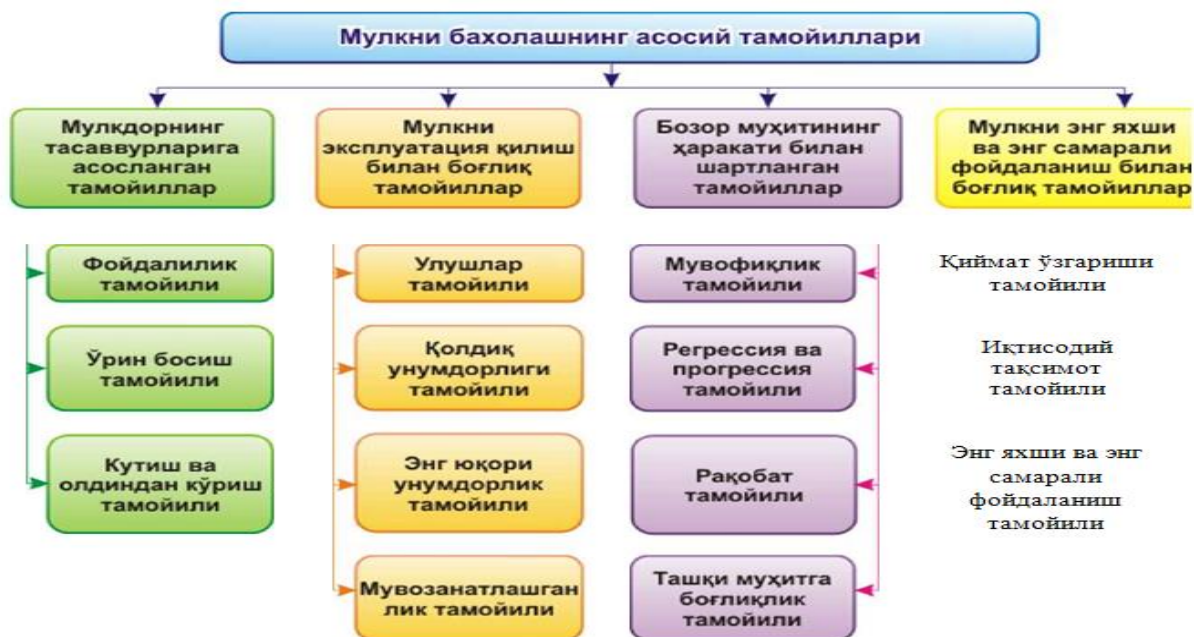 Мулкни бахолашнинг асосий тамойиллари
Мулкдорнинг
тасаввурларига
асосланган
тамойиллар
Мулкни
эксплуатация қилиш
билан боғлиқ
тамойиллар
Бозор муҳитининг
ҳаракати билан
шартланган
тамойиллар
Мулкни энг яхши
ва энг самарали
фойдаланиш билан
боғлиқ тамойиллар
Фойдалилик
тамойили
Ўрин босиш
тамойили
Кутиш ва
олдиндан кўриш
тамойили
Улушлар
тамойили
Қолдиқ
унумдорлиги
тамойили
Энг юқори
унумдорлик
тамойили
Мувозанатлашган
лик тамойили
Мувофиқлик
тамойили
Регрессия ва
прогрессия
тамойили
Рақобат
тамойили
Ташқи муҳитга
боғлиқлик
тамойили
Қиймат ўзгариши
тамойили
Иқтисодий
тақсимот
тамойили
Энг яхши ва энг
самарали
фойдаланиш
тамойили